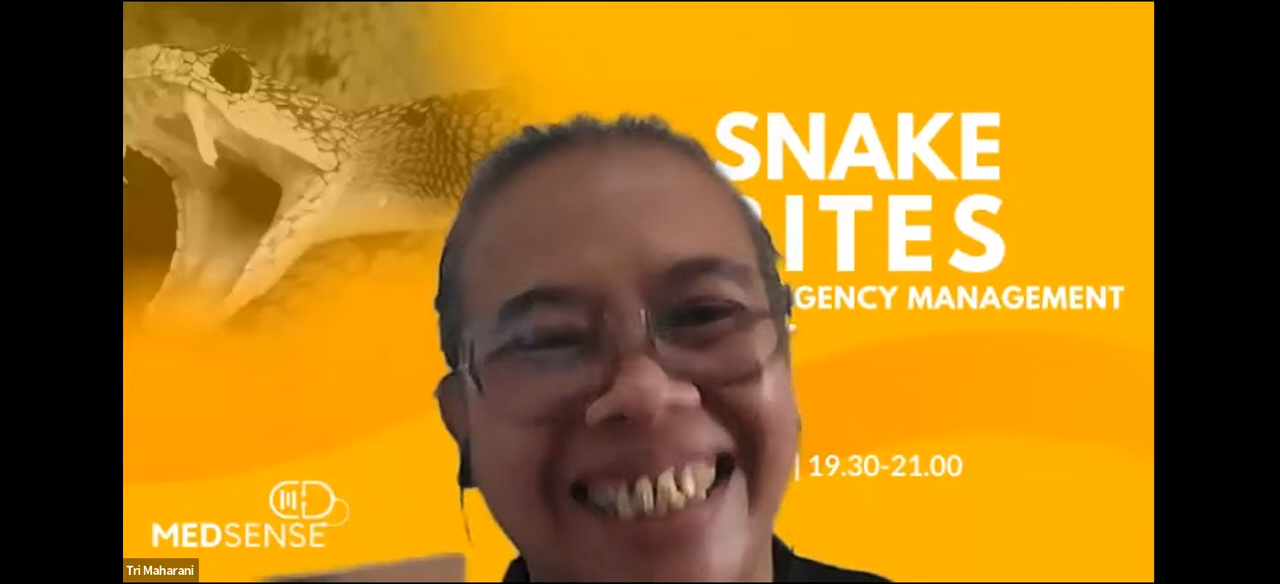 SNAKE
ITES
GENCY MANAGEMENT
| 19.30-21.00
MEDSENSE
Tri Maharani